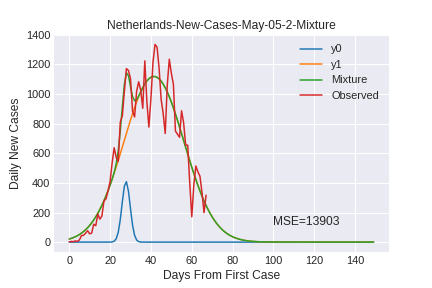 Netherlands-New-Cases-May-05-2-Mixture
1400
1200
1000
800
600
400
200
0
Daily New Cases
y0
y1
Mixture
Observed
MSE=13903
0 20 40 60 80 100 120 140
Days From First Case